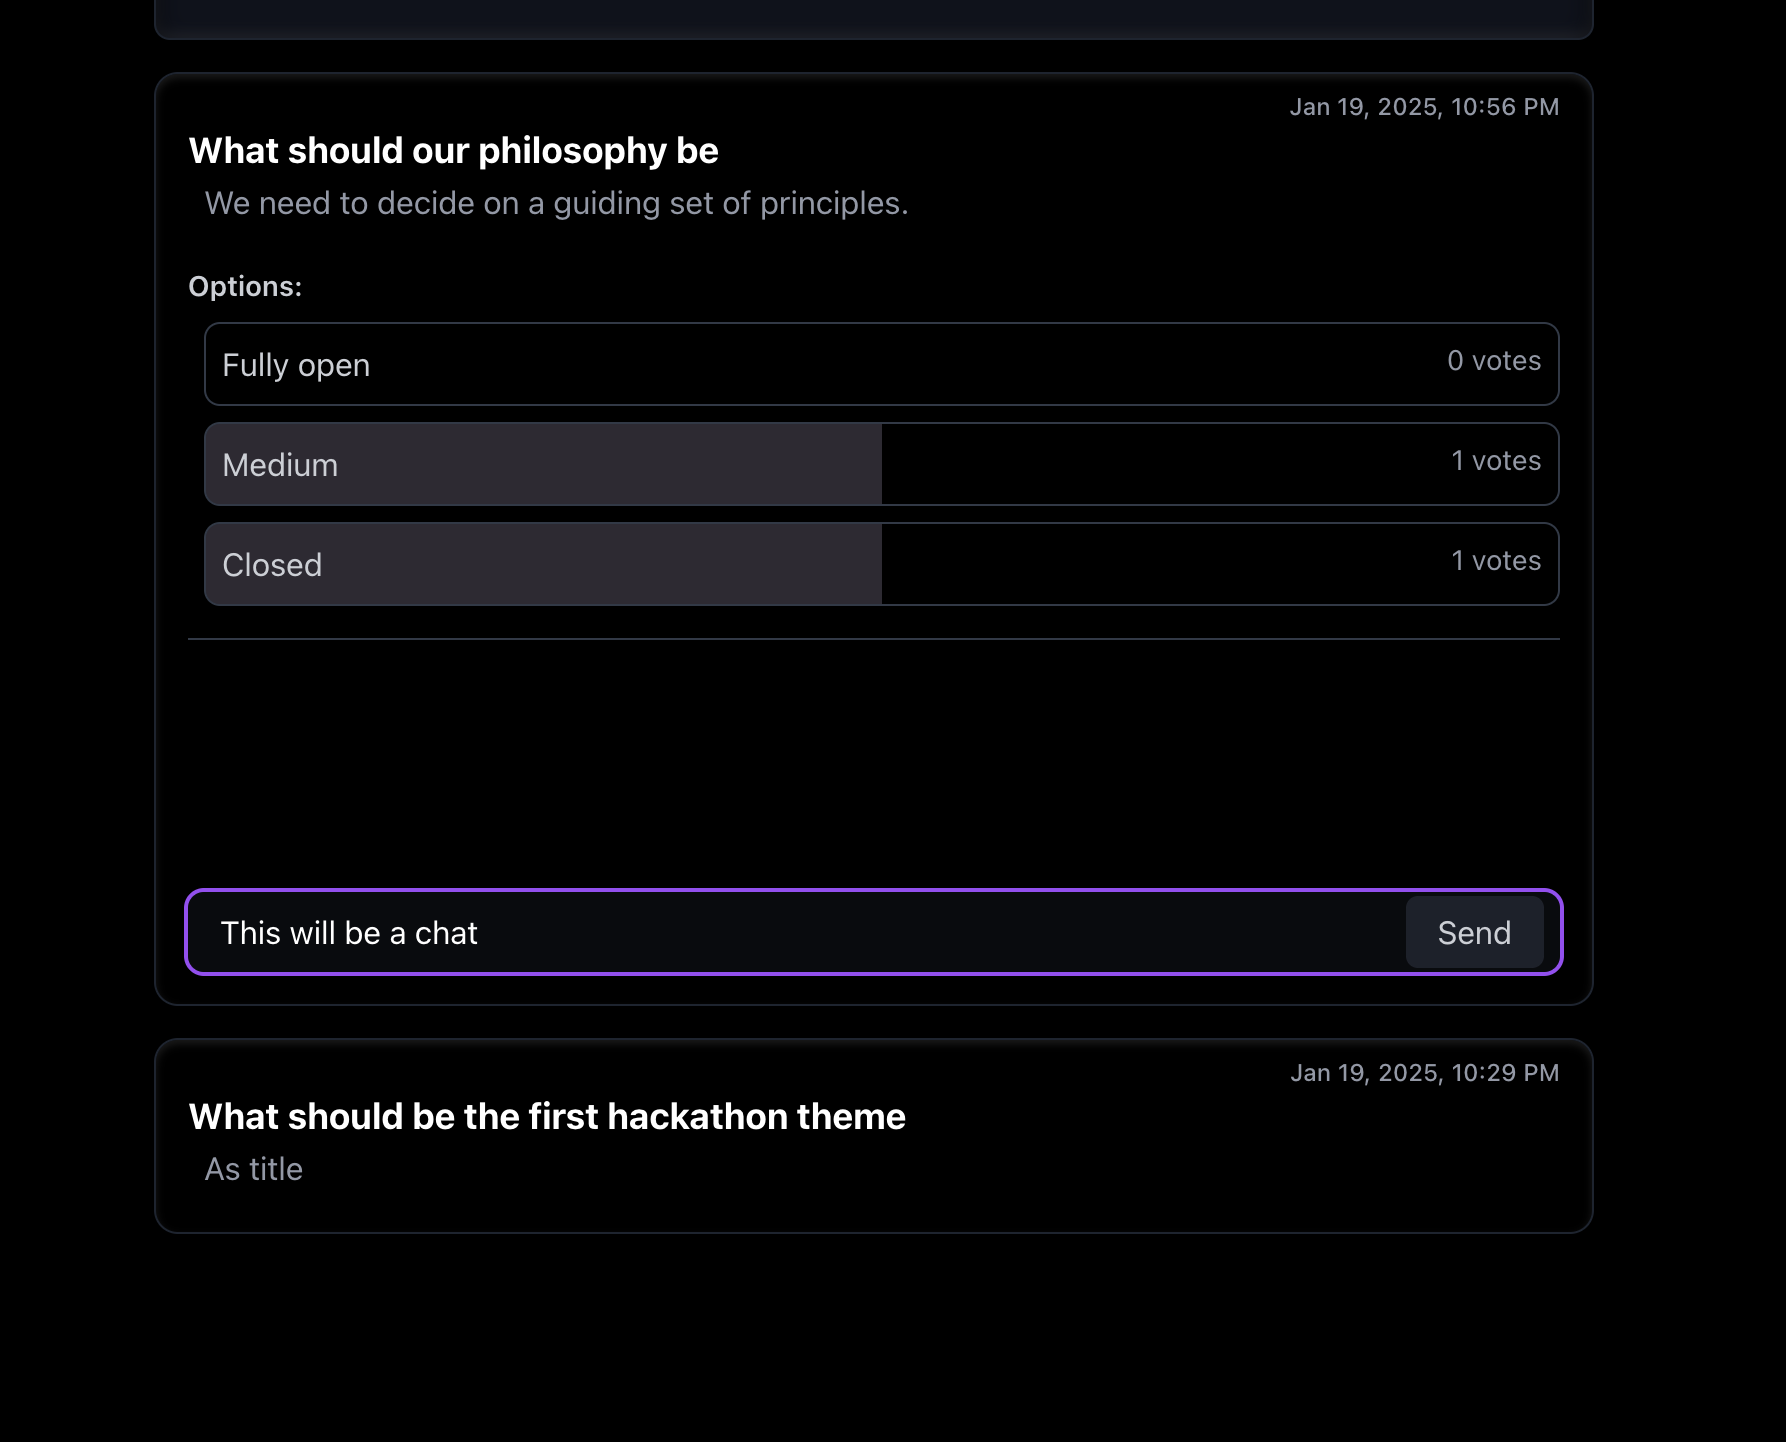 Jan 19, 2025, 10:56 PM
What should our philosophy be
We need to decide on a guiding set of principles.
Options:
Fully open 0 votes
Medium 1 votes
Closed 1 votes
This will be a chat Send
Jan 19, 2025, 10:29 PM
What should be the first hackathon theme
As title